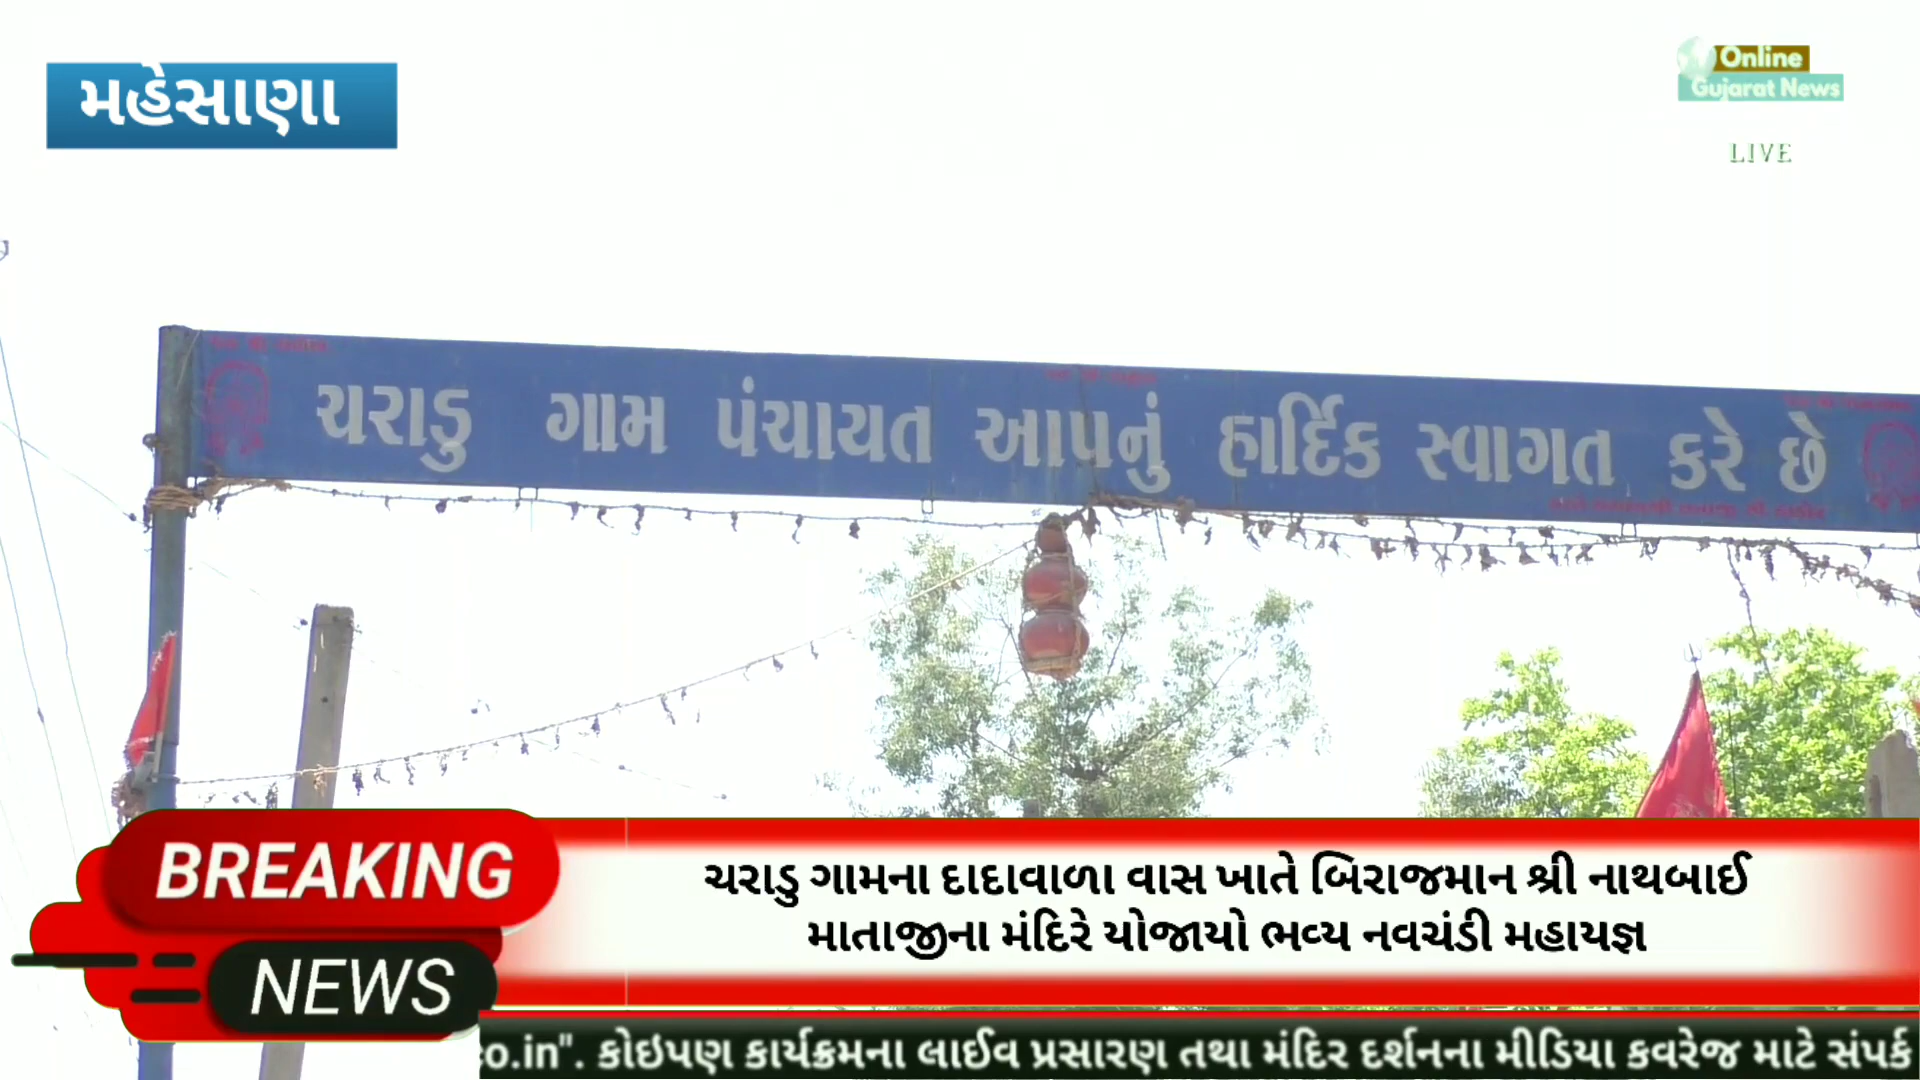 મહેસાણા
Online
Gujarat News
LIVE
ચરાડુ ગામ પંચાયત આપનું હાર્દિક સ્વાગત કરે છે
BREAKING
NEWS
ચરાડુ ગામના દાદાવાળા વાસ ખાતે બિરાજમાન શ્રી નાથબાઈ
માતાજીના મંદિરે યોજાયો ભવ્ય નવચંડી મહાયજ્ઞ
co.in". કોઇપણ કાર્યક્રમના લાઈવ પ્રસારણ તથા મંદિર દર્શનના મીડિયા કવરેજ માટે સંપર્ક